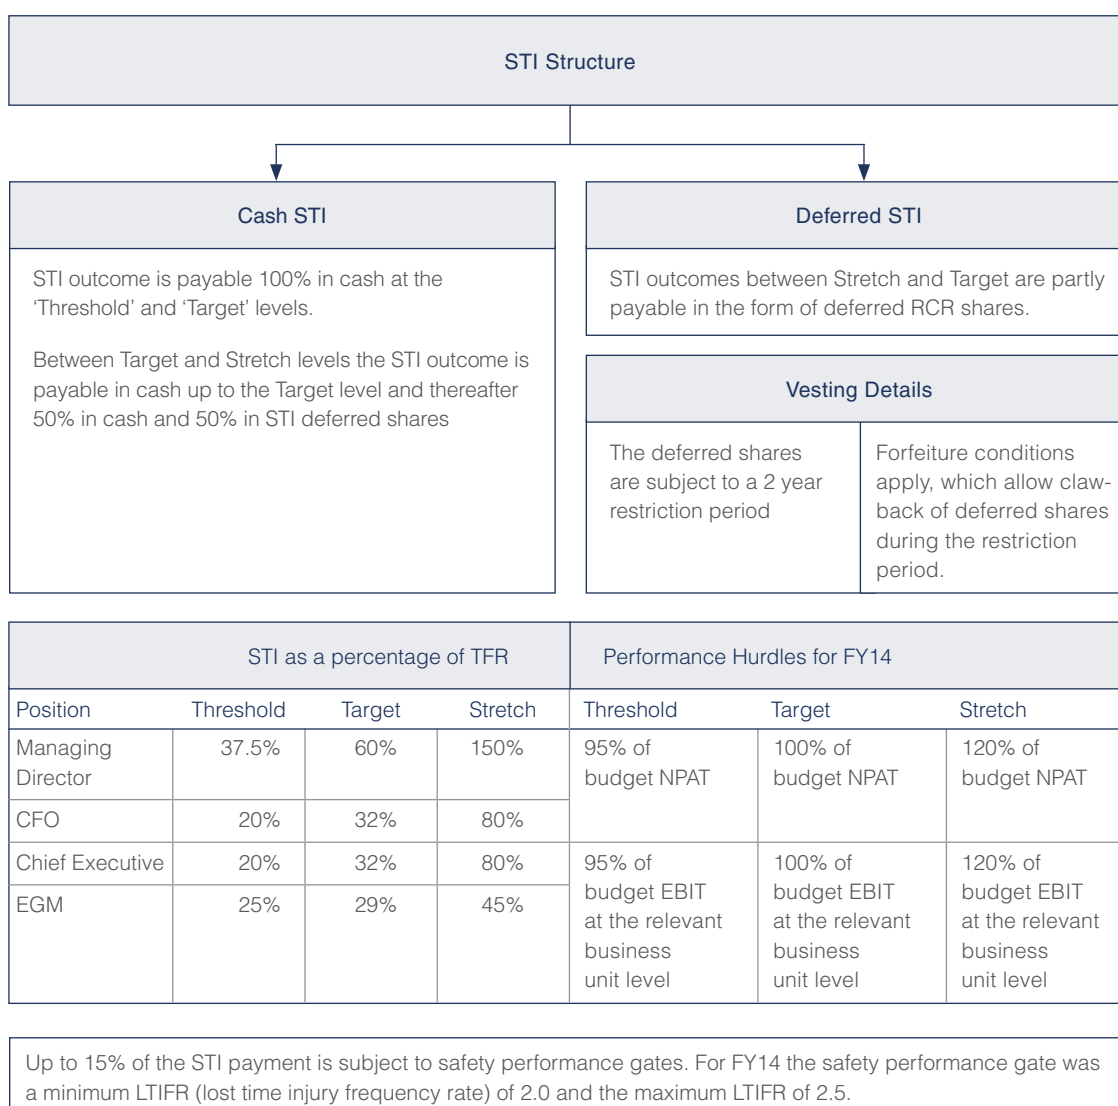 STI Structure
Cash STI
STI outcome is payable 100% in cash at the
‘Threshold’ and ‘Target’ levels.
Between Target and Stretch levels the STI outcome is
payable in cash up to the Target level and thereafter
50% in cash and 50% in STI deferred shares
Deferred STI
STI outcomes between Stretch and Target are partly
payable in the form of deferred RCR shares.
Vesting Details
The deferred shares
are subject to a 2 year
restriction period
Forfeiture conditions
apply, which allow claw-
back of deferred shares
during the restriction
period.
STI as a percentage of TFR Performance Hurdles for FY14
Position Threshold Target Stretch Threshold Target Stretch
Managing 37.5% 60% 150% 95% of 100% of 120% of
Director budget NPAT budget NPAT budget NPAT
CFO 20% 32% 80%
Chief Executive 20% 32% 80% 95% of 100% of 120% of
budget EBIT budget EBIT budget EBIT
EGM 25% 29% 45% at the relevant at the relevant at the relevant
business business business
unit level unit level unit level
Up to 15% of the STI payment is subject to safety performance gates. For FY14 the safety performance gate was
a minimum LTIFR (lost time injury frequency rate) of 2.0 and the maximum LTIFR of 2.5.